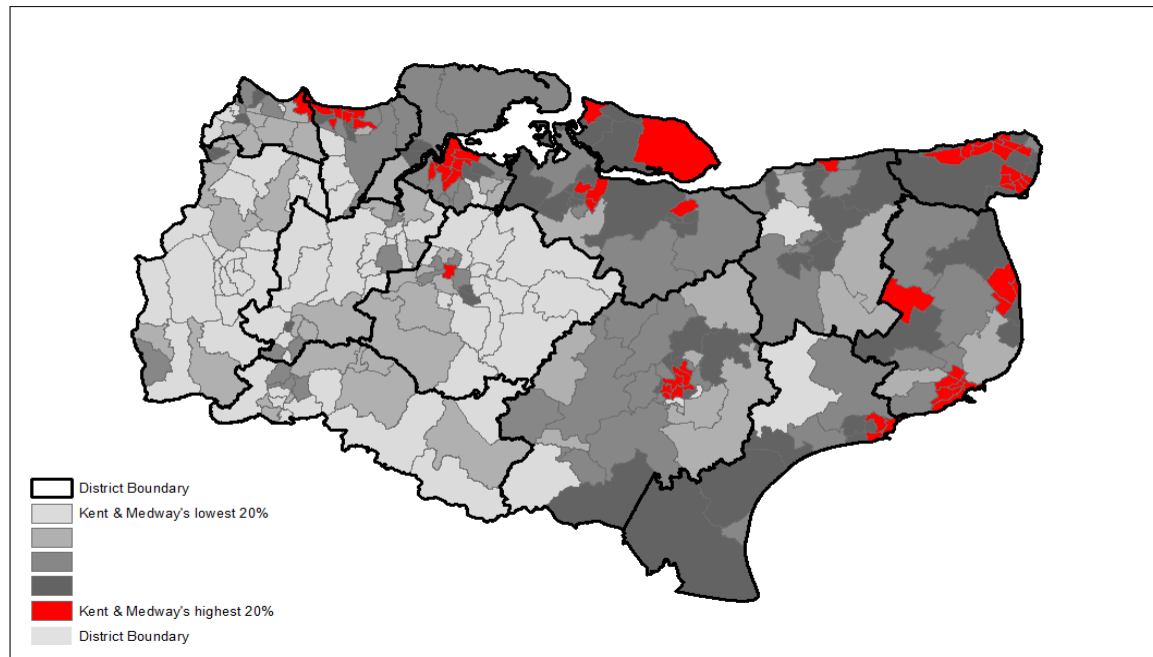 District Boundary
Kent & Medway's lowest 20%
Kent & Medway's highest 20%
District Boundary